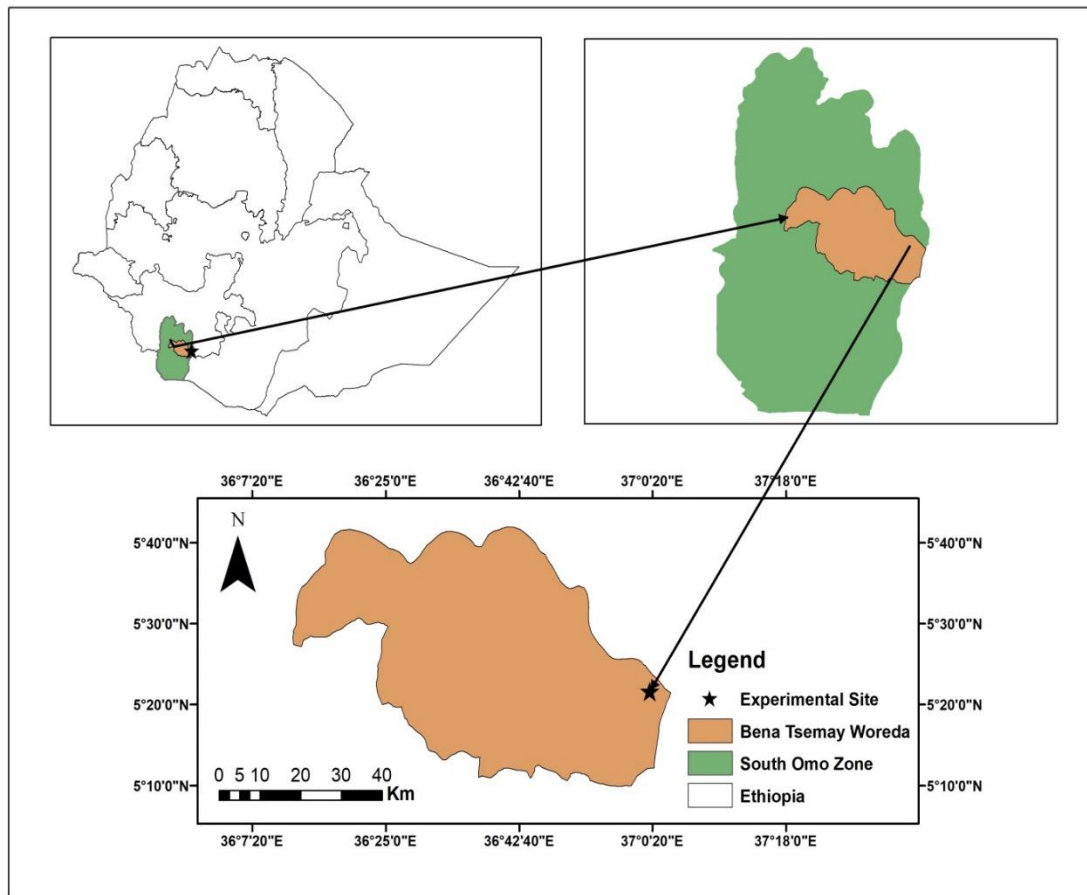 36°7'20"E 36°25'0"E 36°42'40"E 37°0'20"E 37°18'0"E
N
5°40'0"N 5°40'0"N
5°30'0"N 5°30'0"N
Legend
Experimental Site
5°20'0"N 5°20'0"N
Bena Tsemay Woreda
South Omo Zone
0 5 10 20 30 40
Km
Ethiopia
5°10'0"N 5°10'0"N
36°7'20"E 36°25'0"E 36°42'40"E 37°0'20"E 37°18'0"E